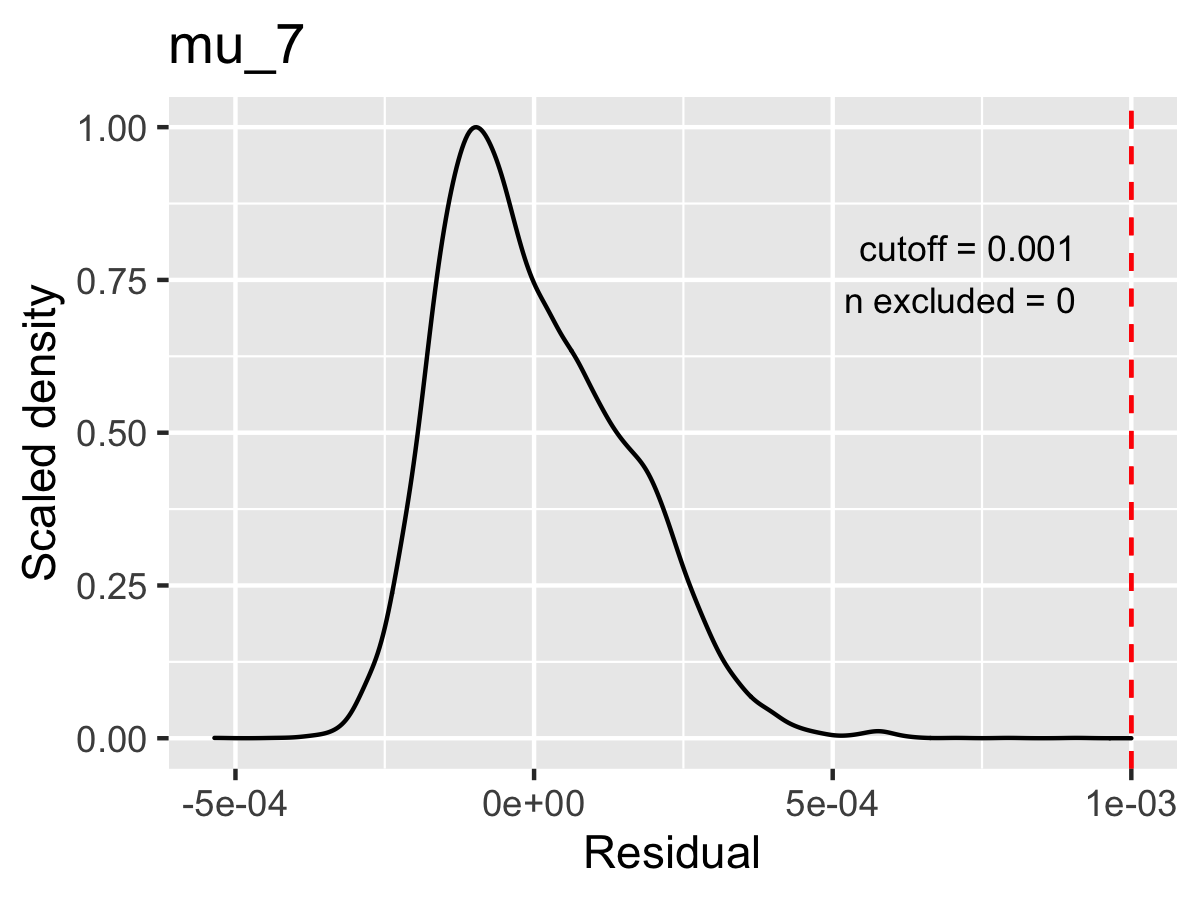 mu_7
1.00
0.75
0.50
0.25
0.00
Scaled density
cutoff = 0.001
n excluded = 0
-5e-04 0e+00 5e-04 1e-03
Residual